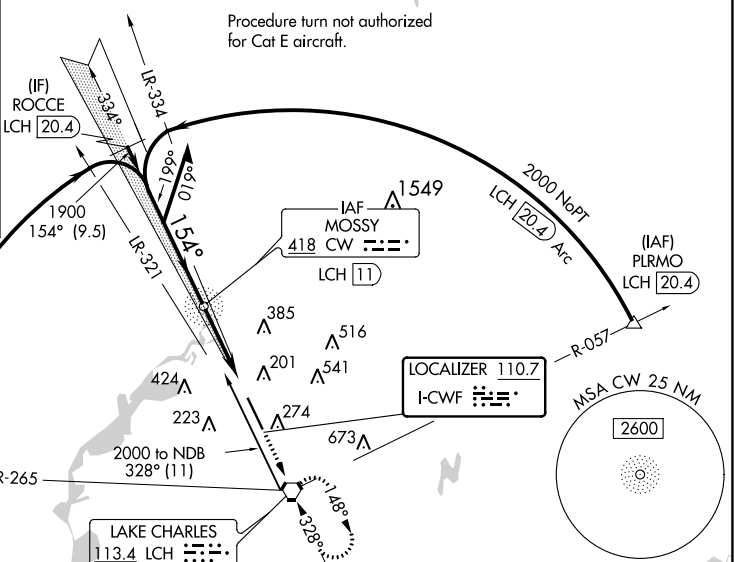 Procedure turn not authorized
for Cat E aircraft.
(IF)
ROCCE
LCH 20.4
334°
LR-334
199°
019°
154°
1900
154° (9.5)
LR-321
2000 NoPT
LCH 20.4 Arc
1549
IAF
MOSSY
418 CW
LCH 11
(IAF)
PLRMO
LCH 20.4
R-057
385
516
201
541
424
223
274
673
LOCALIZER 110.7
I-CWF
MSA CW 25 NM
2600
2000 to NDB
328° (11)
R-265
148°
328°
LAKE CHARLES
113.4 LCH